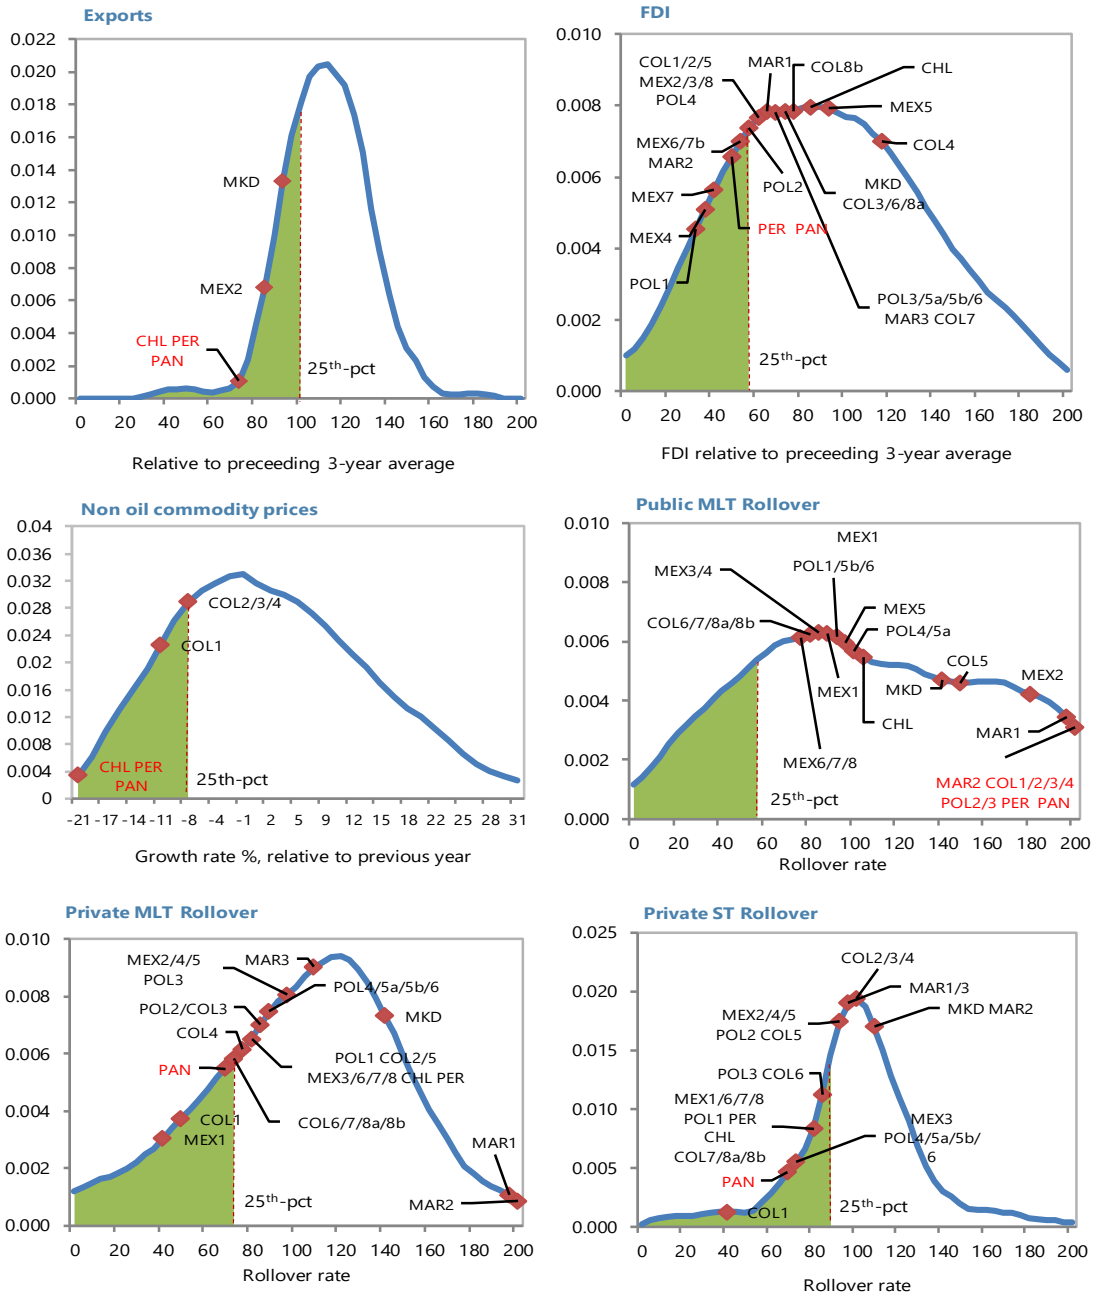 Exports
0.022
0.020
0.018
0.016
0.014
0.012
0.010
0.008
0.006
0.004
0.002
0.000
MKD
MEX2
CHL PER
PAN
25th-pct
0 20 40 60 80 100 120 140 160 180 200
Relative to preceeding 3-year average
FDI
0.010
0.008
0.006
0.004
0.002
0.000
COL1/2/5
MEX2/3/8
POL4
MAR1
COL8b
CHL
MEX5
COL4
MEX6/7b
MAR2
POL2
MKD
COL3/6/8a
MEX7
PER PAN
MEX4
POL1
POL3/5a/5b/6
MAR3 COL7
25th-pct
0 20 40 60 80 100 120 140 160 180 200
FDI relative to preceeding 3-year average
Non oil commodity prices
0.04
0.036
0.032
0.028
0.024
0.02
0.016
0.012
0.008
0.004
0
COL2/3/4
COL1
CHL PER
PAN
25th-pct
-21 -17 -14 -11 -8 -4 -1 2 5 8 12 15 18 22 25 28 31
Growth rate %, relative to previous year
Public MLT Rollover
0.010
0.008
0.006
0.004
0.002
0.000
MEX1
POL1/5b/6
MEX3/4
MEX5
COL6/7/8a/8b
POL4/5a
COL5
MEX2
MEX1
MKD
CHL
MAR1
MEX6/7/8
MAR2 COL1/2/3/4
POL2/3 PER PAN
25th-pct
0 20 40 60 80 100 120 140 160 180 200
Rollover rate
Private MLT Rollover
0.010
0.008
0.006
0.004
0.002
0.000
MEX2/4/5
POL3
MAR3
POL4/5a/5b/6
POL2/COL3
MKD
COL4
PAN
POL1 COL2/5
MEX3/6/7/8 CHL PER
COL1
MEX1
COL6/7/8a/8b
MAR1
MAR2
25th-pct
0 20 40 60 80 100 120 140 160 180 200
Rollover rate
Private ST Rollover
0.025
0.020
0.015
0.010
0.005
0.000
COL2/3/4
MAR1/3
MKD MAR2
MEX2/4/5
POL2 COL5
POL3 COL6
MEX1/6/7/8
POL1 PER
CHL
COL7/8a/8b
MEX3
POL4/5a/5b/
6
PAN
COL1
25th-pct
0 20 40 60 80 100 120 140 160 180 200
Rollover rate